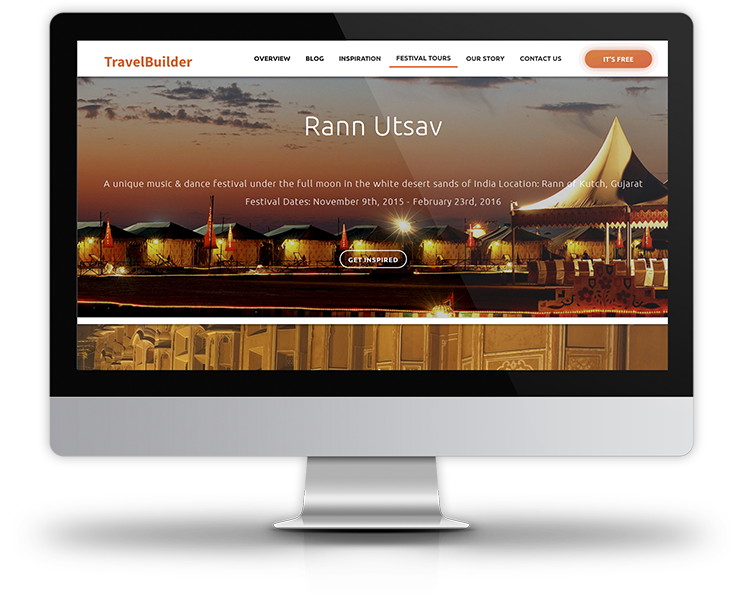 TravelBuilder
OVERVIEW BLOG INSPIRATION FESTIVAL TOURS OUR STORY CONTACT US IT'S FREE
Rann Utsav
A unique music & dance festival under the full moon in the white desert sands of India Location: Rann of Kutch, Gujarat
Festival Dates: November 9th, 2015 - February 23rd, 2016
GET INSPIRED